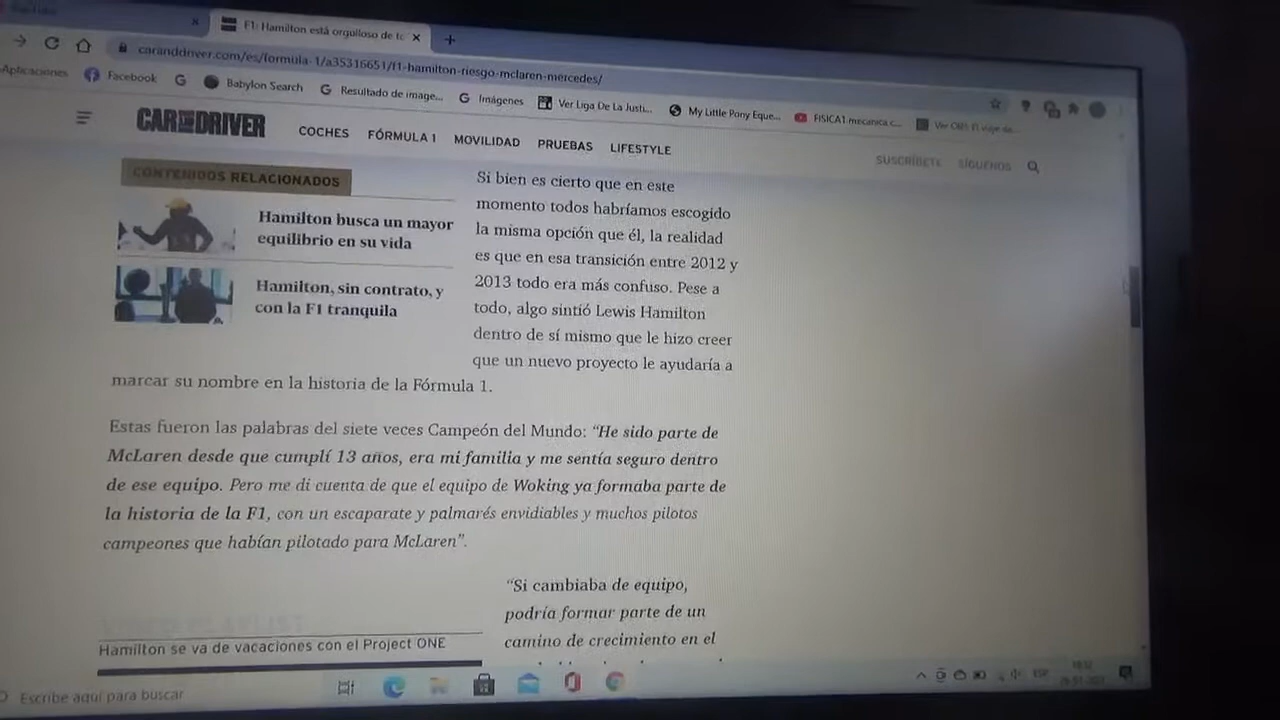 F1: Hamilton está orgulloso de to
caranddriver.com/es/formula-1/a35316651/f1-hamilton-riesgo-mclaren-mercedes/
Aplicaciones Facebook Babylon Search Resultado de image... Imágenes Ver Liga De La Justi... My Little Pony Eque... FISICA1 mecanica c...
CAR AND DRIVER COCHES FÓRMULA 1 MOVILIDAD PRUEBAS LIFESTYLE SUSCRÍBETE SÍGUENOS
CONTENIDOS RELACIONADOS
Hamilton busca un mayor
equilibrio en su vida
Hamilton, sin contrato, y
con la F1 tranquila
Si bien es cierto que en este
momento todos habríamos escogido
la misma opción que él, la realidad
es que en esa transición entre 2012 y
2013 todo era más confuso. Pese a
todo, algo sintió Lewis Hamilton
dentro de sí mismo que le hizo creer
que un nuevo proyecto le ayudaría a
marcar su nombre en la historia de la Fórmula 1.
Estas fueron las palabras del siete veces Campeón del Mundo: “He sido parte de
McLaren desde que cumplí 13 años, era mi familia y me sentía seguro dentro
de ese equipo. Pero me di cuenta de que el equipo de Woking ya formaba parte de
la historia de la F1, con un escaparate y palmarés envidiables y muchos pilotos
campeones que habían pilotado para McLaren”.
“Si cambiaba de equipo,
podría formar parte de un
camino de crecimiento en el
Hamilton se va de vacaciones con el Project ONE
Escribe aquí para buscar
ESP